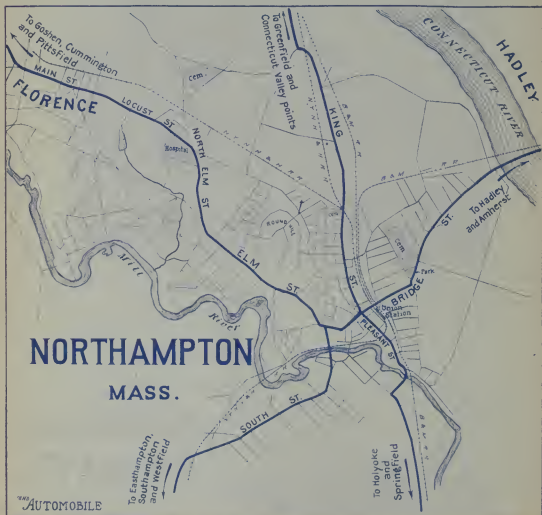 To Goshen, Cummington
and Pittsfield
MAIN ST
FLORENCE
LOCUST ST.
Hospital
NORTH ELM ST
Cem
To Greenfield and
Connecticut Valley Points
KING
ST.
CONNECTICUT RIVER
HADLEY
To Hadley
and Amherst
ROUND HILL
ELM
ST
Cem
Cem
BRIDGE
ST.
Park
Union
Station
PLEASANT ST
Mill
River
NORTHAMPTON
MASS.
SOUTH ST.
To Easthampton,
Southampton
and Westfield
To Holyoke
and
Springfield
THE AUTOMOBILE